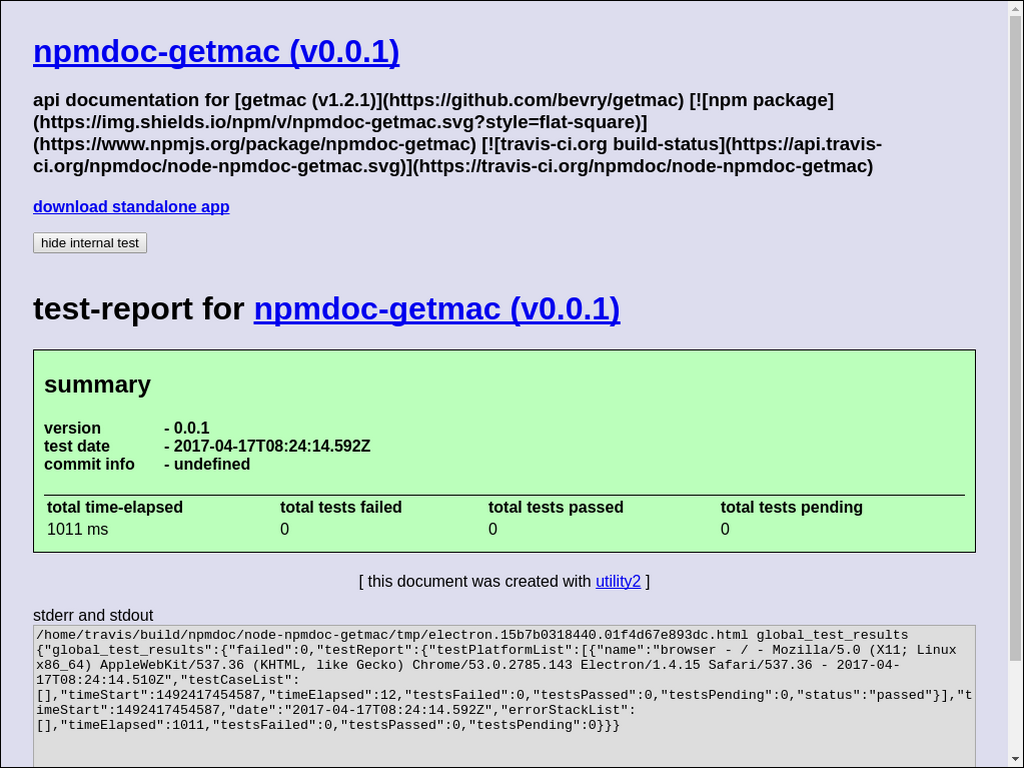 npmdoc-getmac (v0.0.1)
api documentation for [getmac (v1.2.1)](https://github.com/bevry/getmac) [![npm package]
(https://img.shields.io/npm/v/npmdoc-getmac.svg?style=flat-square)]
(https://www.npmjs.org/package/npmdoc-getmac) [![travis-ci.org build-status](https://api.travis-
ci.org/npmdoc/node-npmdoc-getmac.svg)](https://travis-ci.org/npmdoc/node-npmdoc-getmac)
download standalone app
hide internal test
test-report for npmdoc-getmac (v0.0.1)
summary
version - 0.0.1
test date - 2017-04-17T08:24:14.592Z
commit info - undefined
total time-elapsed total tests failed total tests passed total tests pending
1011 ms 0 0 0
[ this document was created with utility2 ]
stderr and stdout
/home/travis/build/npmdoc/node-npmdoc-getmac/tmp/electron.15b7b0318440.01f4d67e893dc.html global_test_results
{"global_test_results":{"failed":0,"testReport":{"testPlatformList":[{"name":"browser - / - Mozilla/5.0 (X11; Linux
x86_64) AppleWebKit/537.36 (KHTML, like Gecko) Chrome/53.0.2785.143 Electron/1.4.15 Safari/537.36 - 2017-04-
17T08:24:14.510Z","testCaseList":
[],"timeStart":1492417454587,"timeElapsed":12,"testsFailed":0,"testsPassed":0,"testsPending":0,"status":"passed"}],"t
imeStart":1492417454587,"date":"2017-04-17T08:24:14.592Z","errorStackList":
[],"timeElapsed":1011,"testsFailed":0,"testsPassed":0,"testsPending":0}}}